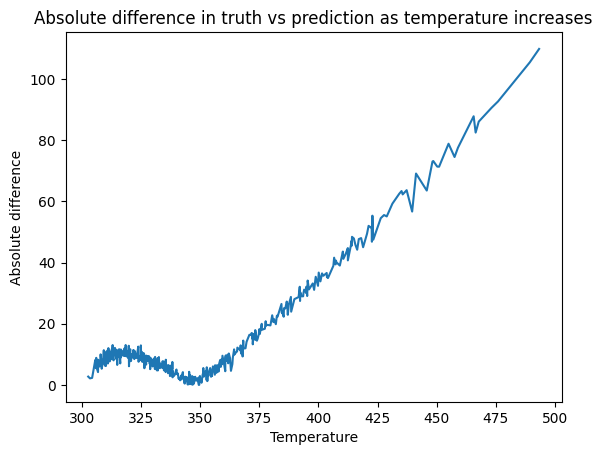 Absolute difference in truth vs prediction as temperature increases
100
80
60
40
20
0
Absolute difference
300 325 350 375 400 425 450 475 500
Temperature